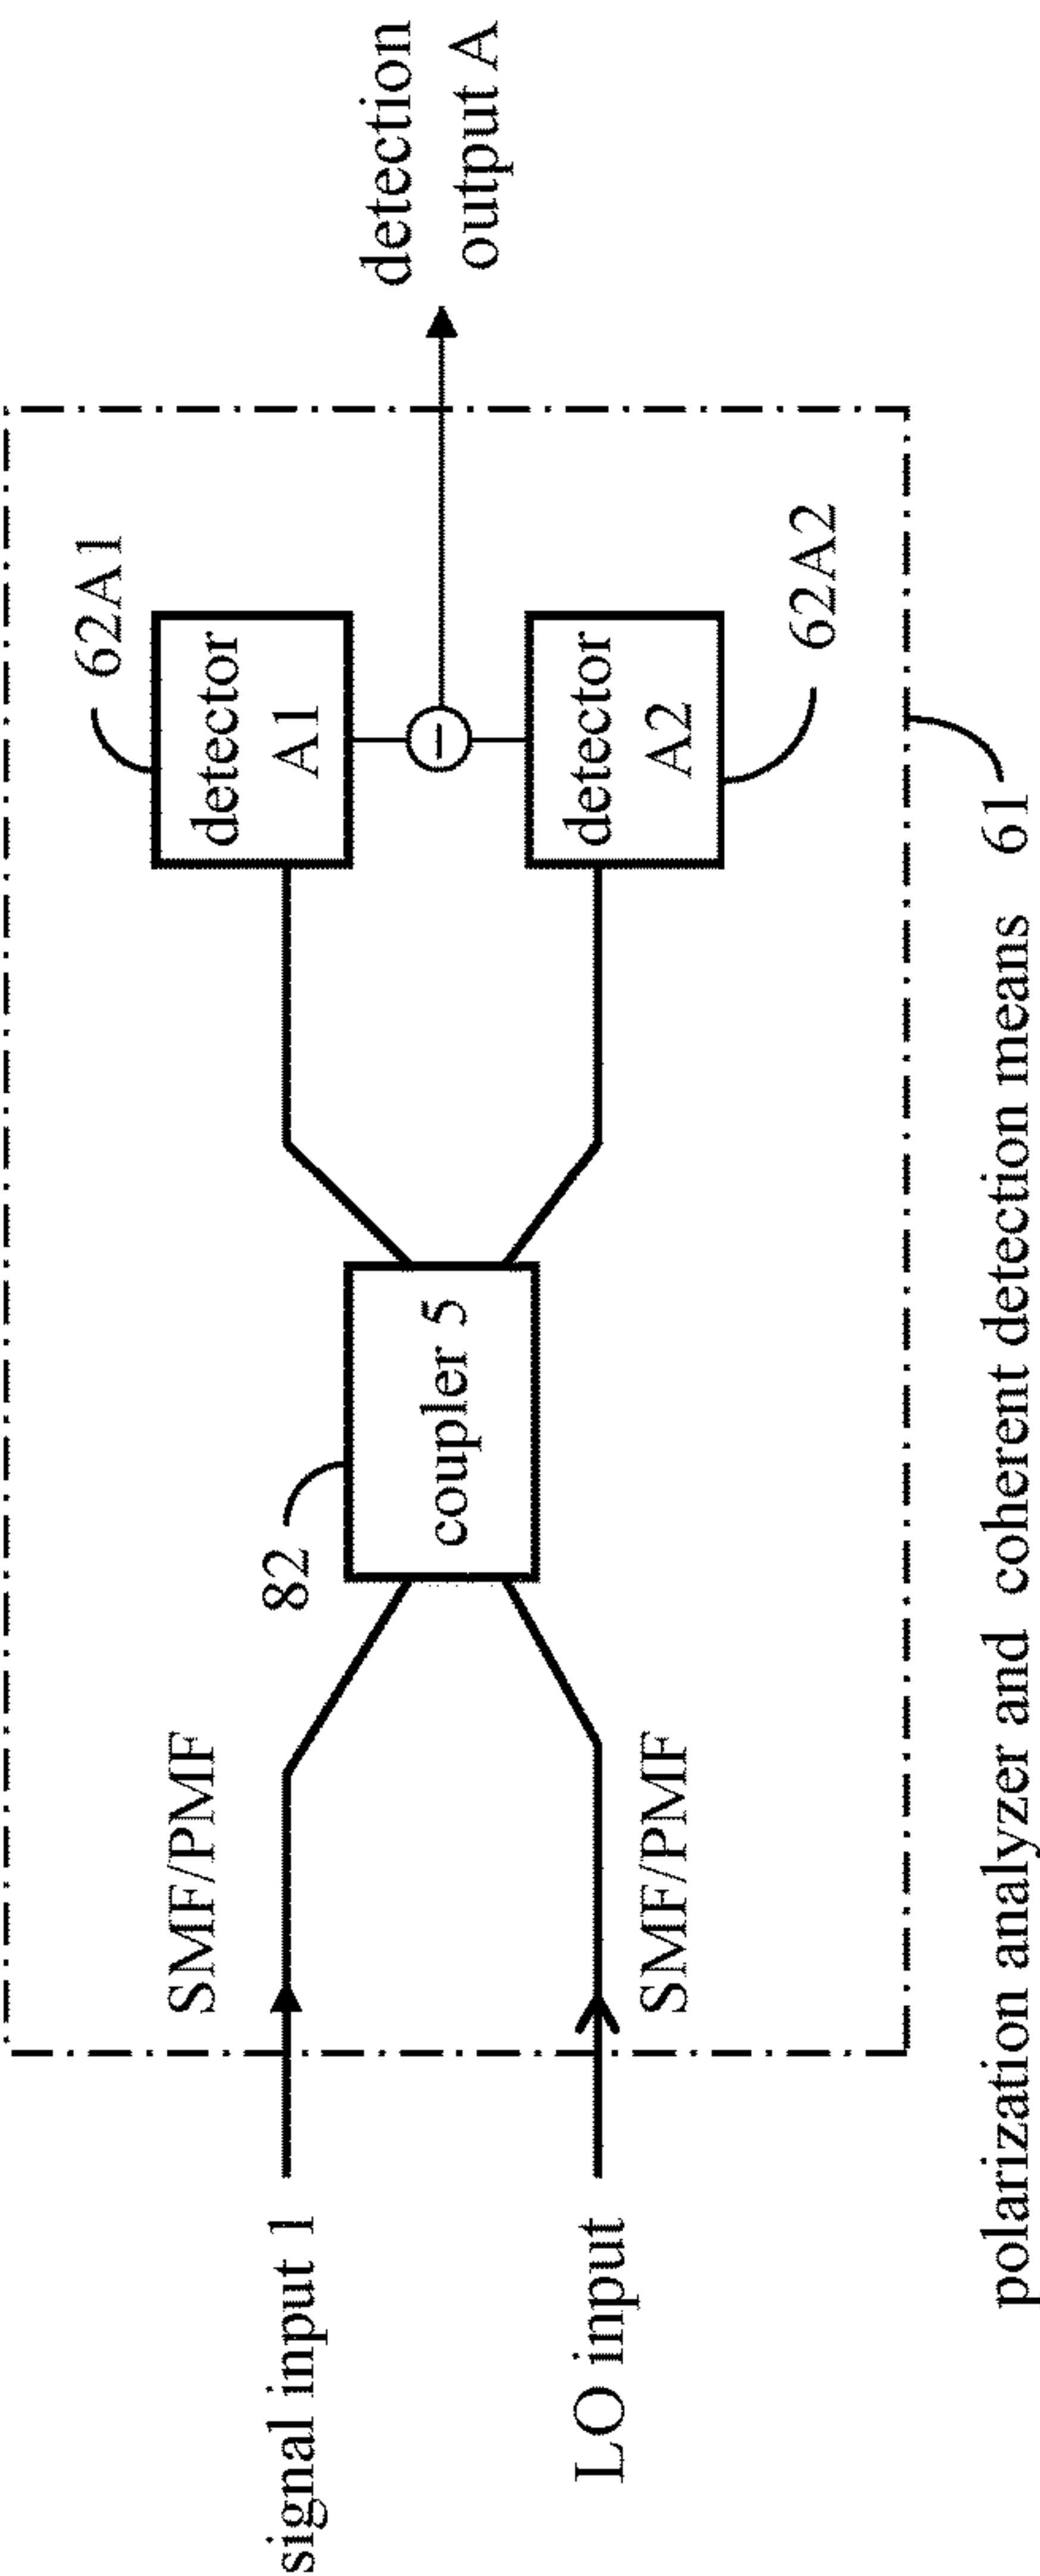 signal input 1
LO input
SMF/PMF
SMF/PMF
82
coupler 5
62A1
detector
A1
−
detector
A2
62A2
detection
output A
polarization analyzer and coherent detection means 61